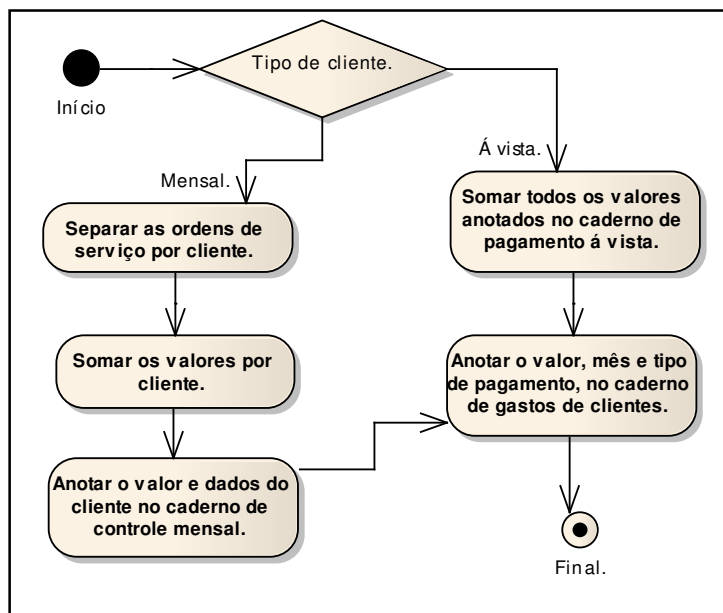 Início
Tipo de cliente.
Mensal.
Á vista.
Separar as ordens de
serviço por cliente.
Somar os valores por
cliente.
Anotar o valor e dados do
cliente no caderno de
controle mensal.
Somar todos os valores
anotados no caderno de
pagamento á vista.
Anotar o valor, mês e tipo
de pagamento, no caderno
de gastos de clientes.
Final.